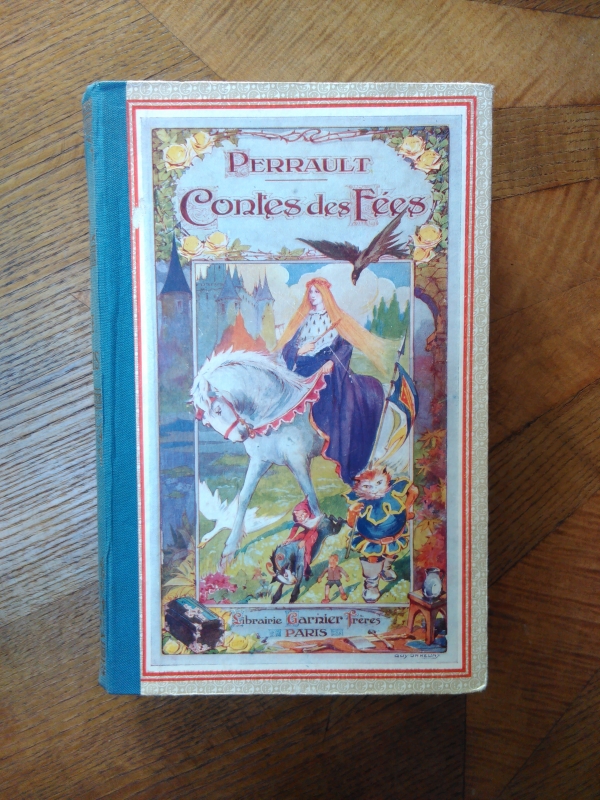 PERRAULT
Contes des Fées
Librairie Garnier Frères
PARIS